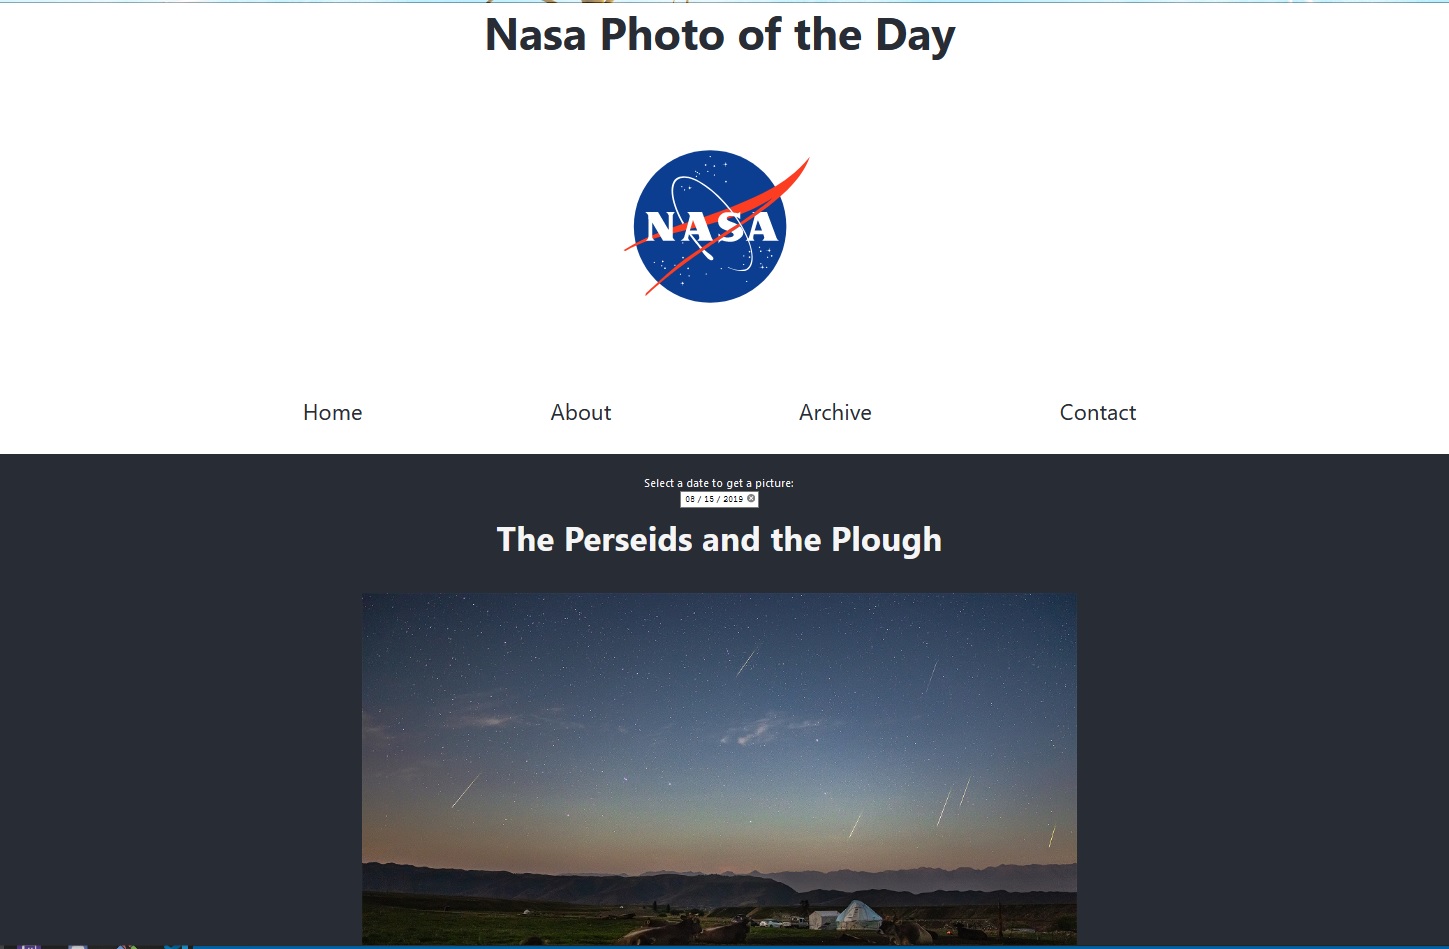 Nasa Photo of the Day
NASA
Home About Archive Contact
Select a date to get a picture:
08 / 15 / 2019
The Perseids and the Plough